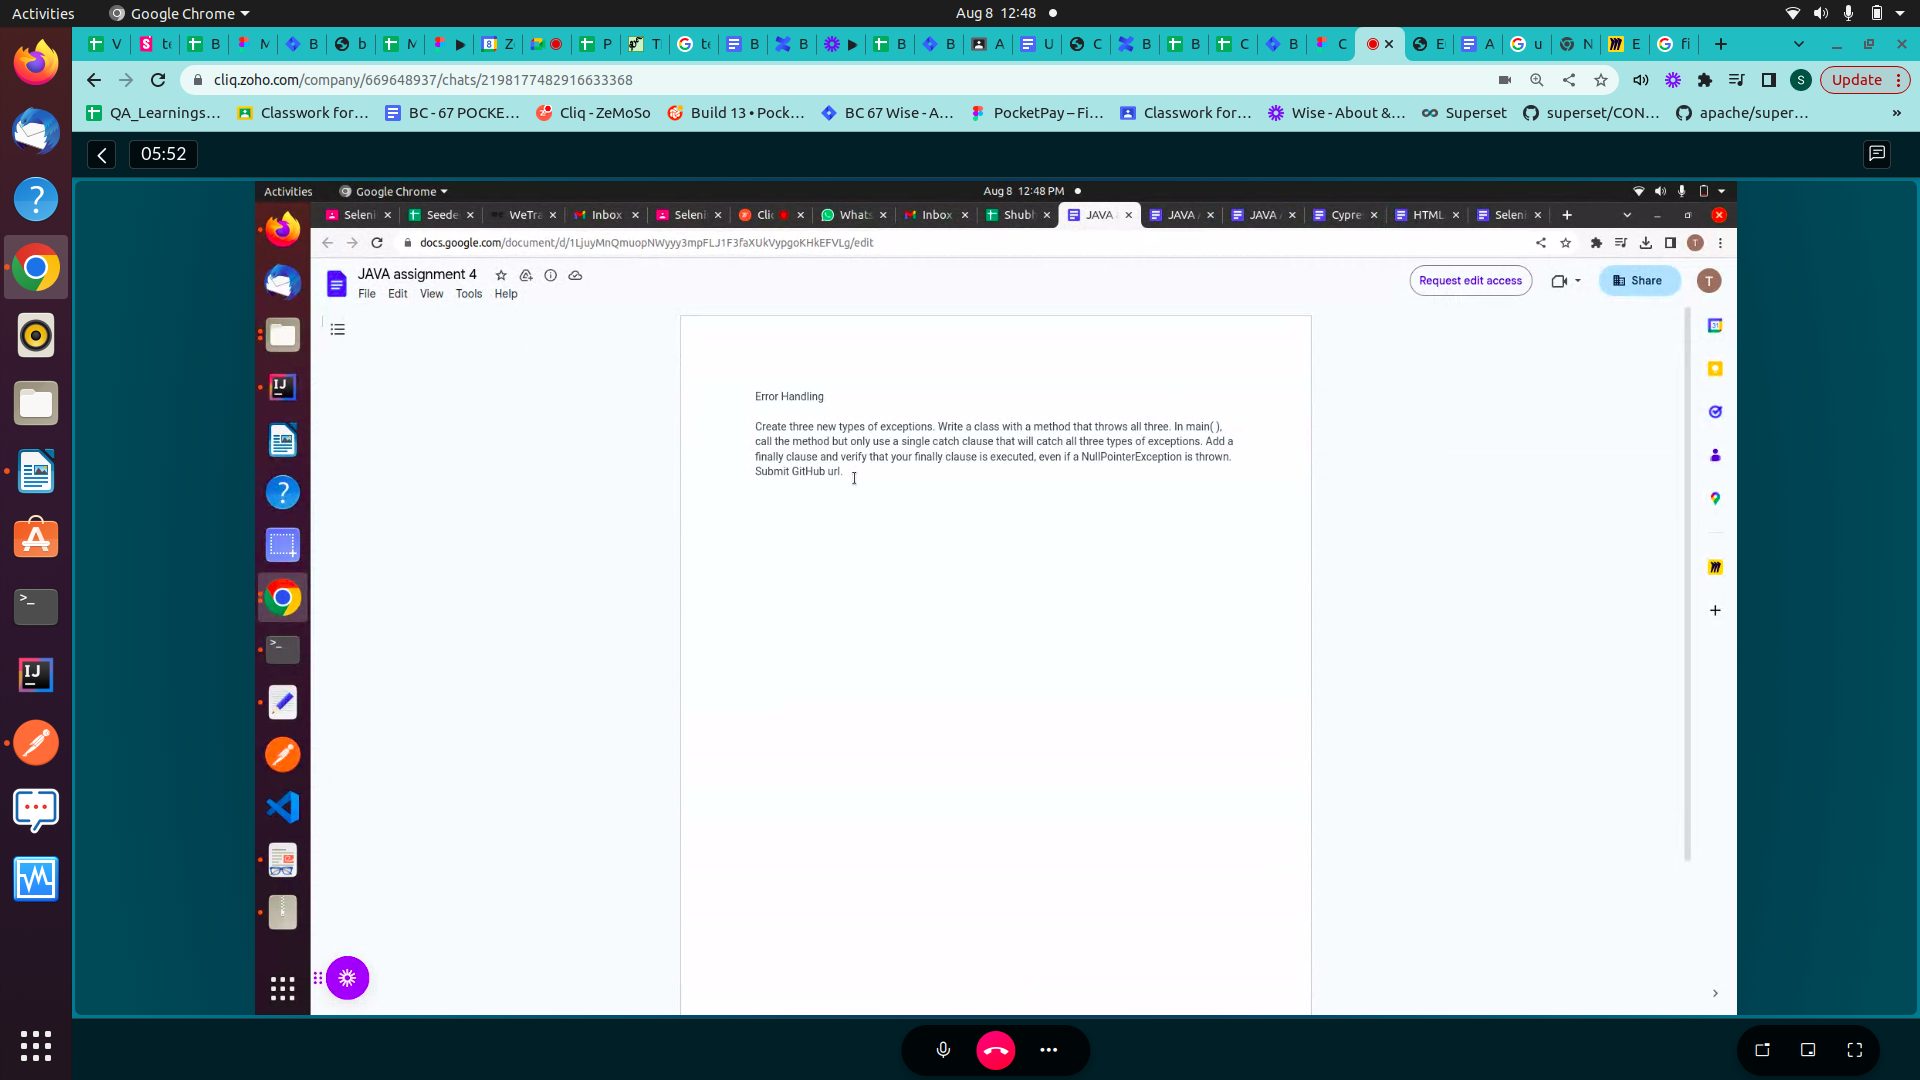 Activities Google Chrome Aug 8 12:48
V te B M B b M Z P T te B B B B A U C B B C B C E A u N E fi
cliq.zoho.com/company/669648937/chats/2198177482916633368 S Update
QA_Learnings... Classwork for... BC - 67 POCKE... Cliq - ZeMoSo Build 13 • Pock... BC 67 Wise - A... PocketPay – Fi... Classwork for... Wise - About &... Superset superset/CON... apache/super... »
05:52
Activities Google Chrome Aug 8 12:48 PM
Seleni Seede WeTra Inbox Seleni Clic Whats Inbox Shubh JAVA JAVA JAVA Cypre HTML Seleni
docs.google.com/document/d/1LjuyMnQmuopNWyyy3mpFLJ1F3faXUkVypgoKHkEFVLg/edit T
JAVA assignment 4
File Edit View Tools Help
Request edit access Share T
Error Handling
Create three new types of exceptions. Write a class with a method that throws all three. In main( ),
call the method but only use a single catch clause that will catch all three types of exceptions. Add a
finally clause and verify that your finally clause is executed, even if a NullPointerException is thrown.
Submit GitHub url.